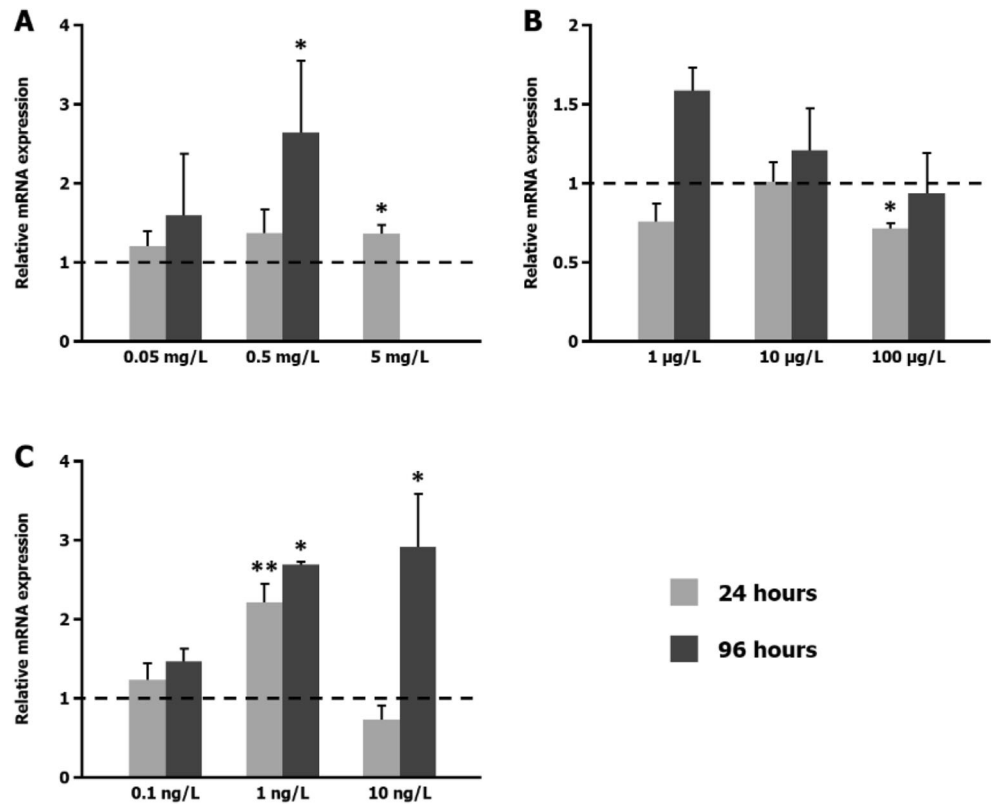 A
Relative mRNA expression
4
3
2
1
0
*
*
0.05 mg/L 0.5 mg/L 5 mg/L
B
Relative mRNA expression
2
1.5
1
0.5
0
*
1 µg/L 10 µg/L 100 µg/L
C
Relative mRNA expression
4
3
2
1
0
**
*
*
0.1 ng/L 1 ng/L 10 ng/L
24 hours
96 hours